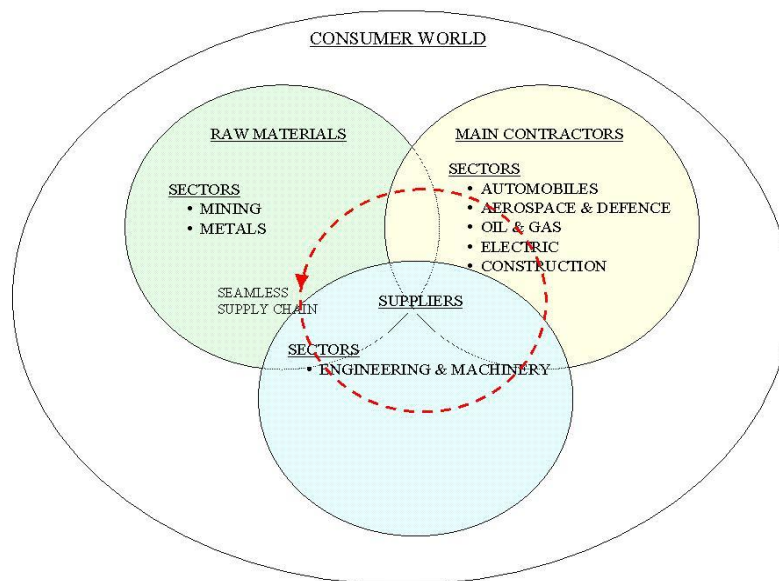 CONSUMER WORLD
RAW MATERIALS
SECTORS
• MINING
• METALS
MAIN CONTRACTORS
SECTORS
• AUTOMOBILES
• AEROSPACE & DEFENCE
• OIL & GAS
• ELECTRIC
• CONSTRUCTION
SEAMLESS
SUPPLY CHAIN
SUPPLIERS
SECTORS
• ENGINEERING & MACHINERY